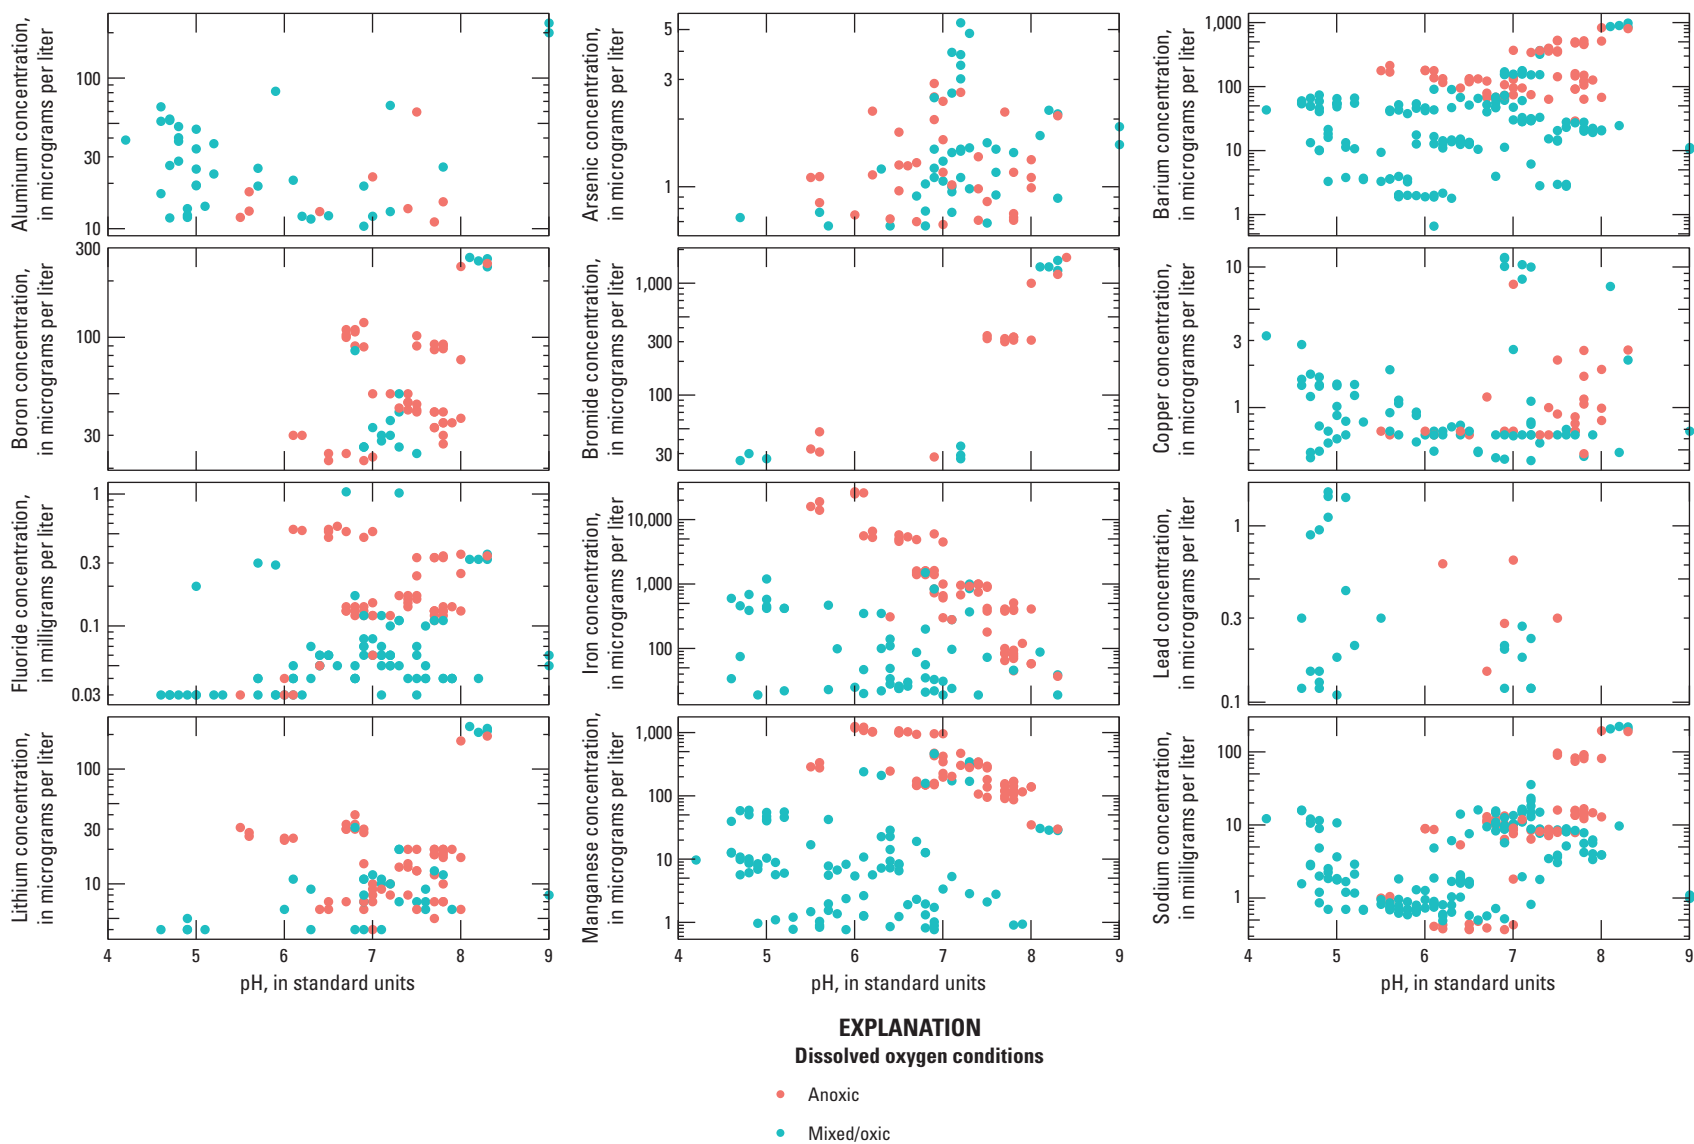 Aluminum concentration,
in micrograms per liter
100
30
10
Arsenic concentration,
in micrograms per liter
5
3
1
Barium concentration,
in micrograms per liter
1,000
100
10
1
Boron concentration,
in micrograms per liter
300
100
30
Bromide concentration,
in micrograms per liter
1,000
300
100
30
Copper concentration,
in micrograms per liter
10
3
1
Fluoride concentration,
in milligrams per liter
1
0.3
0.1
0.03
Iron concentration,
in micrograms per liter
10,000
1,000
100
Lead concentration,
in micrograms per liter
1
0.3
0.1
Lithium concentration,
in micrograms per liter
100
30
10
4 5 6 7 8 9
pH, in standard units
Manganese concentration,
in micrograms per liter
1,000
100
10
1
4 5 6 7 8 9
pH, in standard units
Sodium concentration,
in miilligrams per liter
100
10
1
4 5 6 7 8 9
pH, in standard units
EXPLANATION
Dissolved oxygen conditions
Anoxic
Mixed/oxic